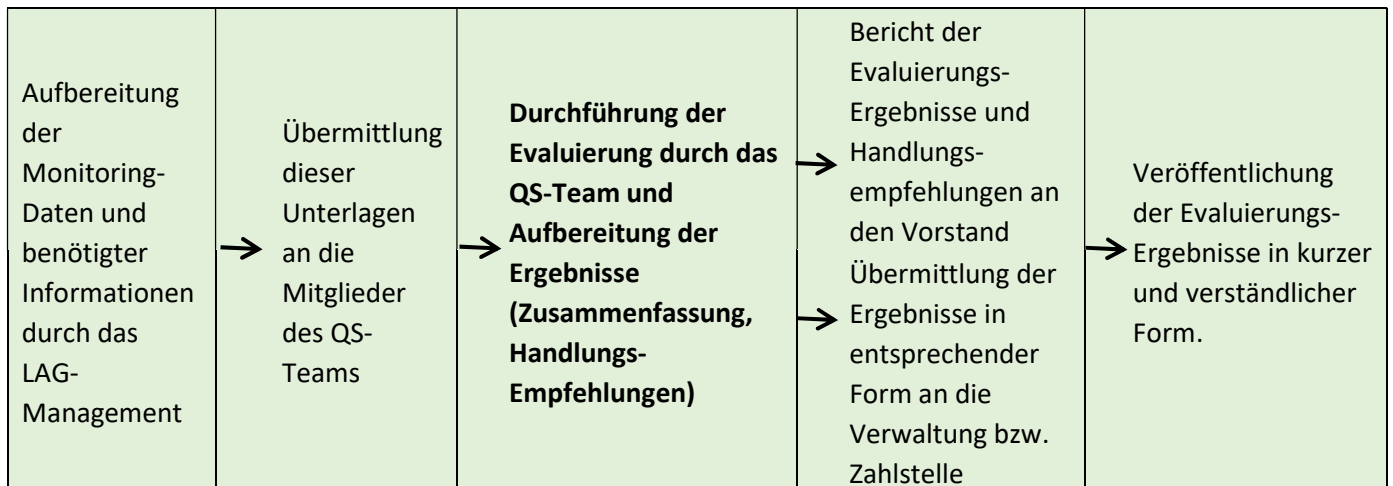 Aufbereitung
der
Monitoring-
Daten und
benötigter
Informationen
durch das
LAG-
Management
Übermittlung
dieser
Unterlagen
an die
Mitglieder
des QS-
Teams
Durchführung der
Evaluierung durch das
QS-Team und
Aufbereitung der
Ergebnisse
(Zusammenfassung,
Handlungs-
Empfehlungen)
Bericht der
Evaluierungs-
Ergebnisse und
Handlungs-
empfehlungen an
den Vorstand
Übermittlung der
Ergebnisse in
entsprechender
Form an die
Verwaltung bzw.
Zahlstelle
Veröffentlichung
der Evaluierungs-
Ergebnisse in kurzer
und verständlicher
Form.